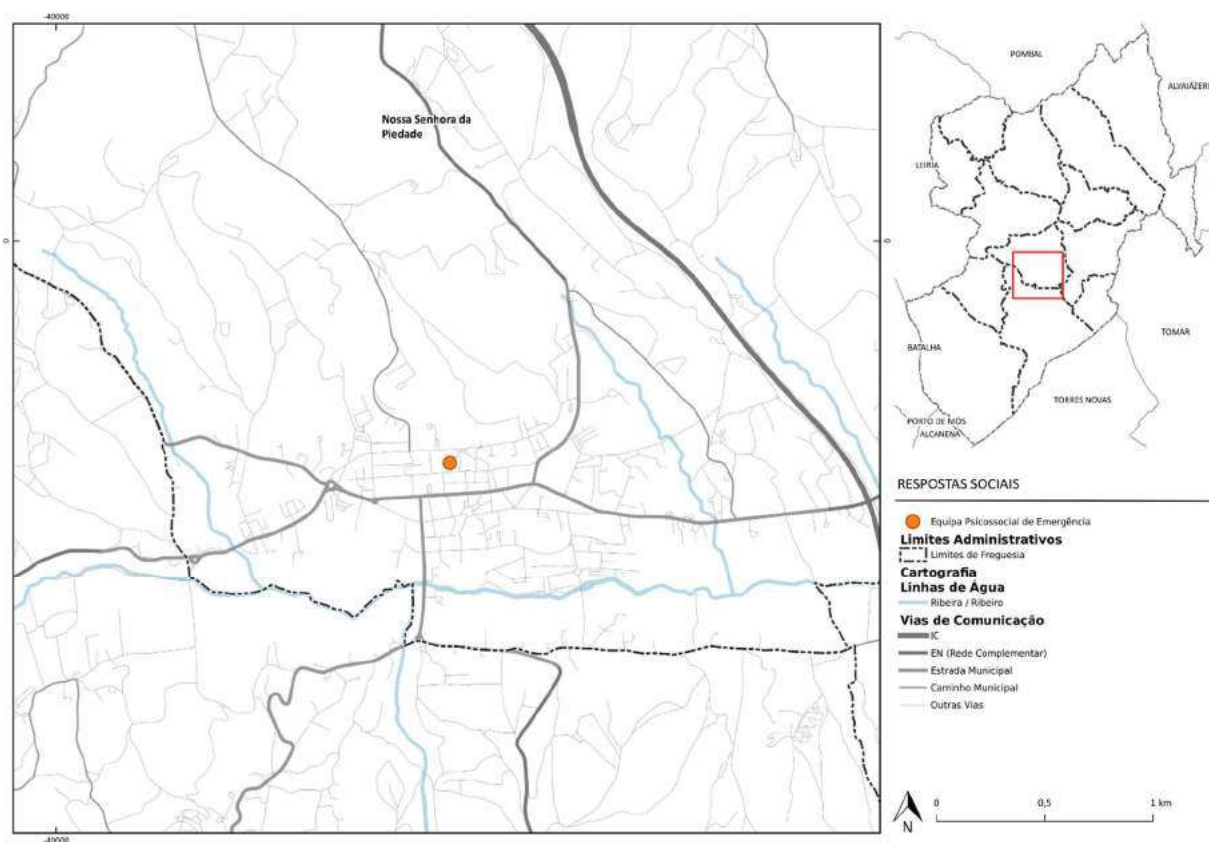 -40000
Nossa Senhora da
Piedade
0
0
-40000
POMBAL
ALVAIÁZERE
LEIRIA
BATALHA
TOMAR
TORRES NOVAS
PORTO DE MÓS
ALCANENA
RESPOSTAS SOCIAIS
Equipa Psicossocial de Emergência
Limites Administrativos
Limites de Freguesia
Cartografia
Linhas de Água
Ribeira / Ribeiro
Vias de Comunicação
IC
EN (Rede Complementar)
Estrada Municipal
Caminho Municipal
Outras Vias
N
0
0,5
1 km